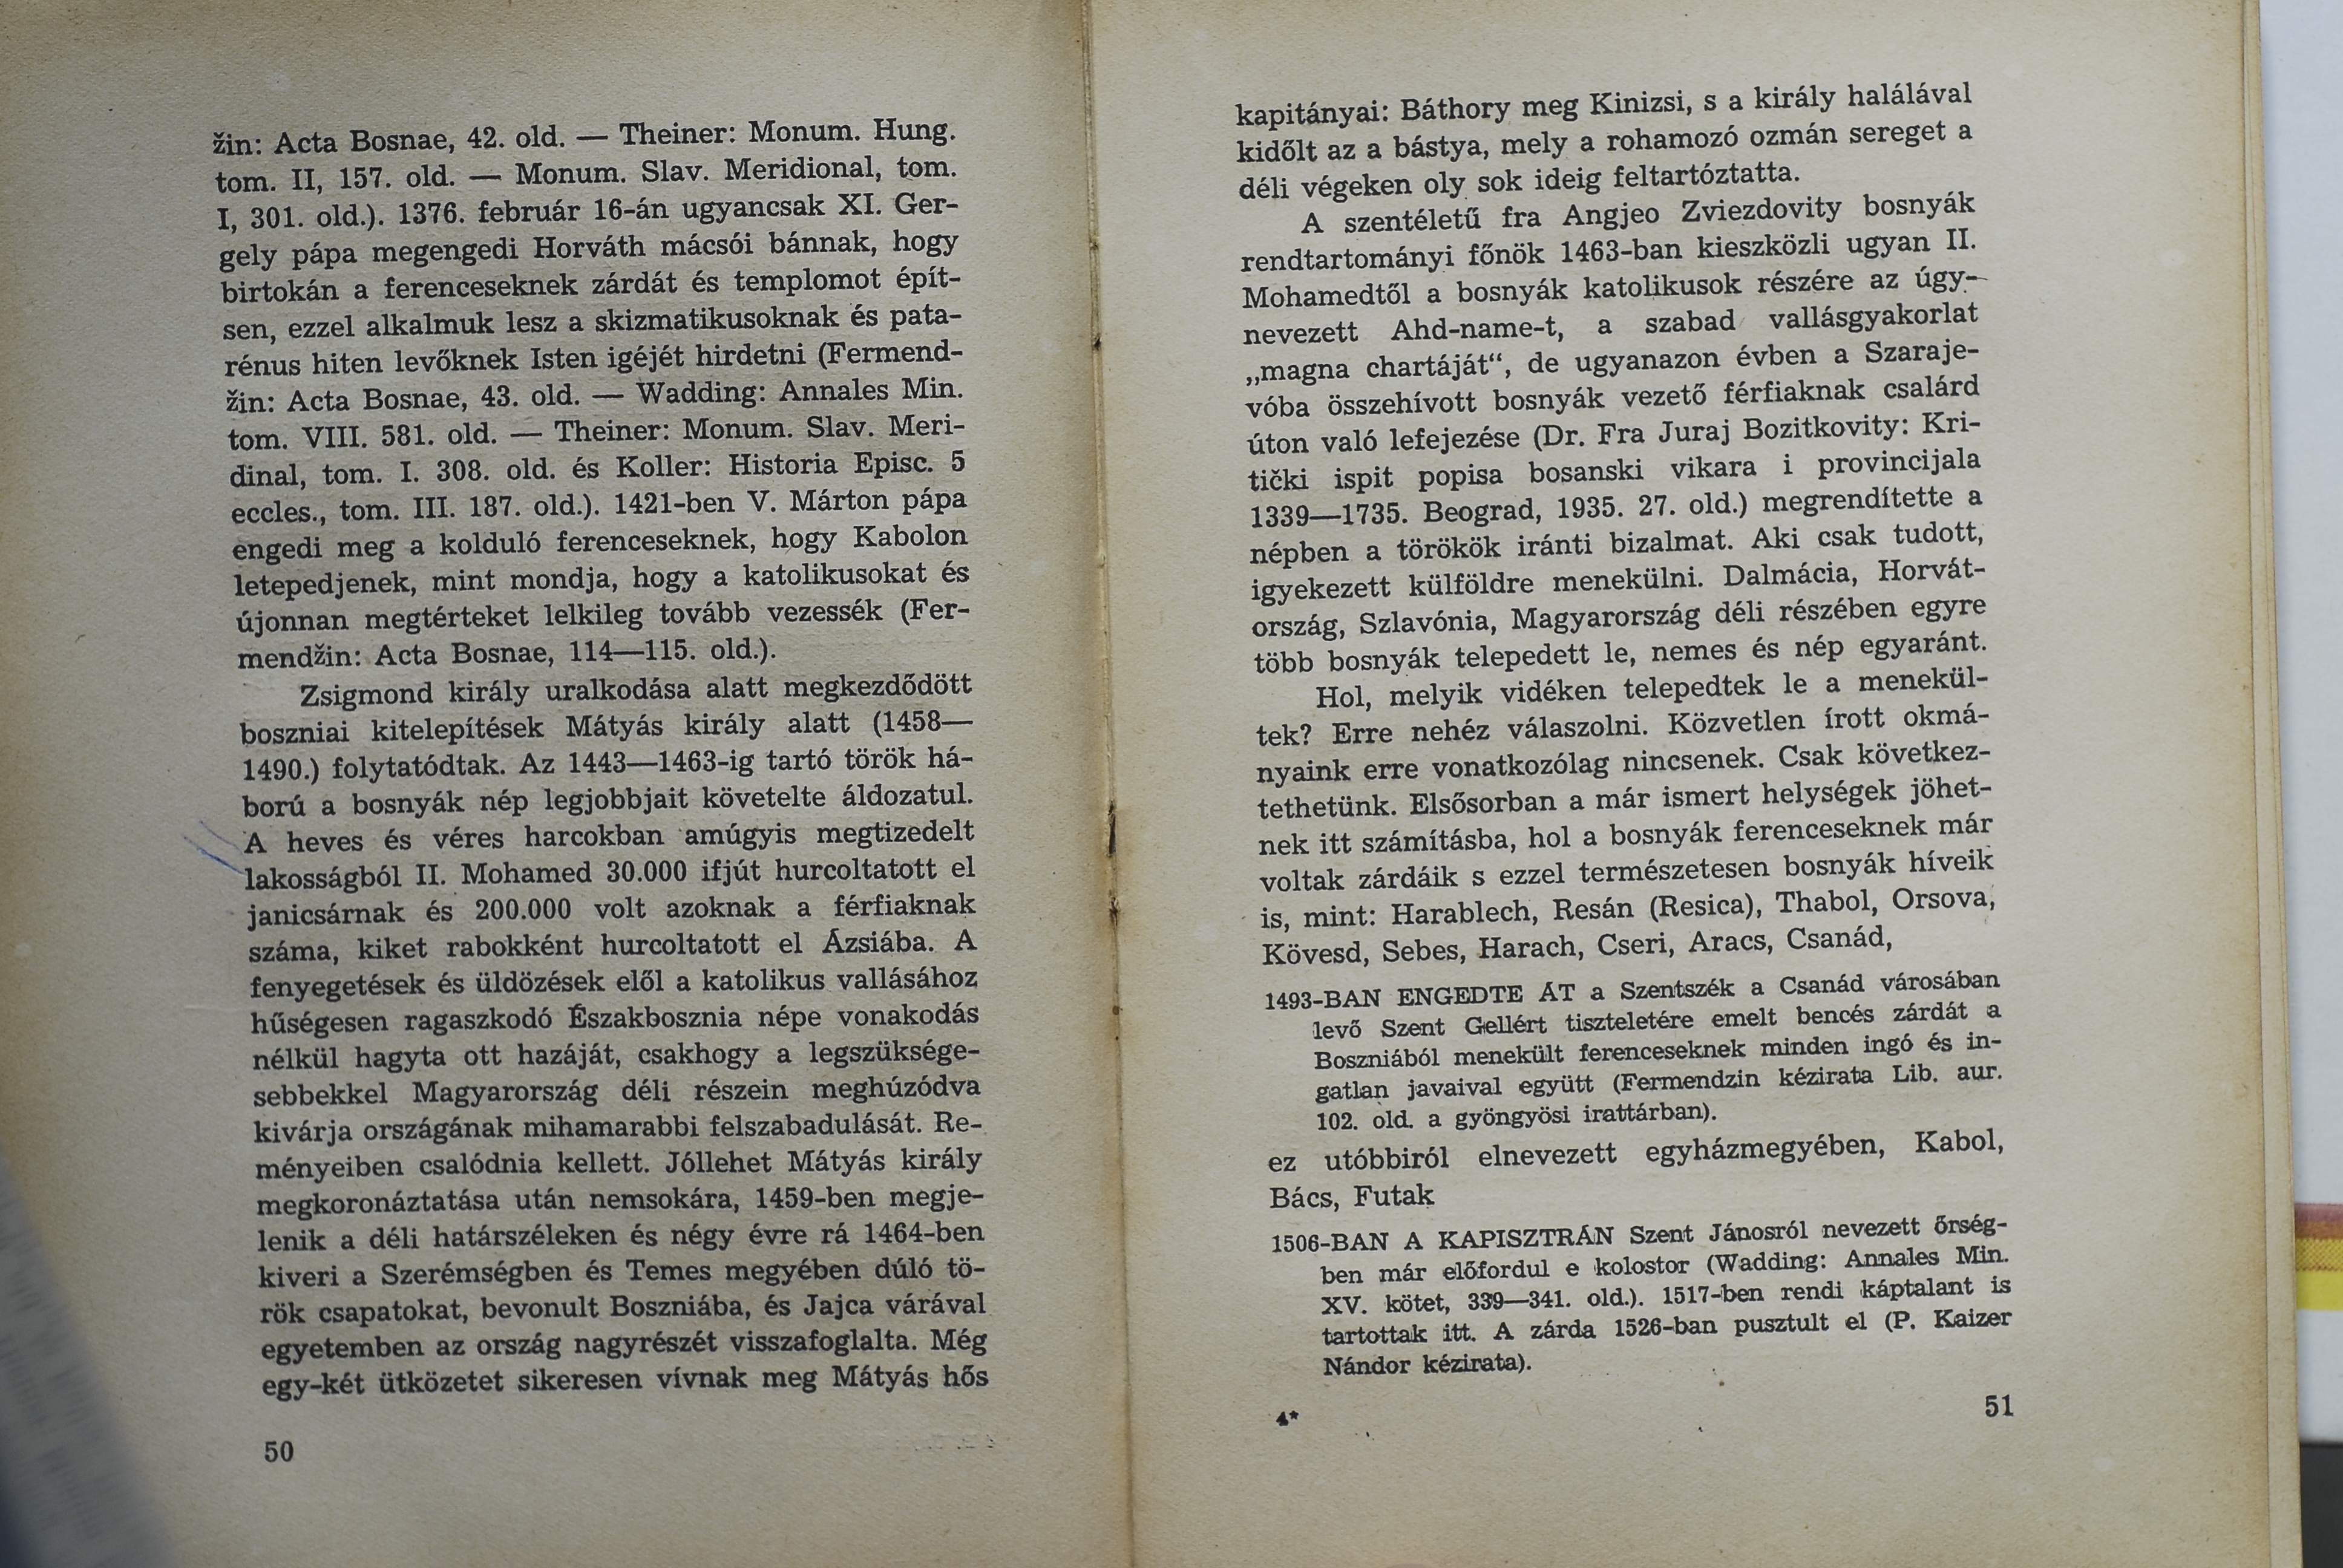 žin: Acta Bosnae, 42. old. — Theiner: Monum. Hung.
tom. II, 157. old. — Monum. Slav. Meridional, tom.
I, 301. old.). 1376. február 16-án ugyancsak XI. Ger-
gely pápa megengedi Horváth mácsói bánnak, hogy
birtokán a ferenceseknek zárdát és templomot épít-
sen, ezzel alkalmuk lesz a skizmatikusoknak és pata-
rénus hiten levőknek Isten igéjét hirdetni (Fermend-
žin: Acta Bosnae, 43. old. — Wadding: Annales Min.
tom. VIII. 581. old. — Theiner: Monum. Slav. Meri-
dinal, tom. I. 308. old. és Koller: Historia Episc. 5
eccles., tom. III. 187. old.). 1421-ben V. Márton pápa
engedi meg a kolduló ferenceseknek, hogy Kabolon
letepedjenek, mint mondja, hogy a katolikusokat és
újonnan megtérteket lelkileg tovább vezessék (Fer-
mendžin: Acta Bosnae, 114—115. old.).
Zsigmond király uralkodása alatt megkezdődött
boszniai kitelepítések Mátyás király alatt (1458—
1490.) folytatódtak. Az 1443—1463-ig tartó török há-
ború a bosnyák nép legjobbjait követelte áldozatul.
A heves és véres harcokban amúgyis megtizedelt
lakosságból II. Mohamed 30.000 ifjút hurcoltatott el
janicsárnak és 200.000 volt azoknak a férfiaknak
száma, kiket rabokként hurcoltatott el Ázsiába. A
fenyegetések és üldözések elől a katolikus vallásához
hűségesen ragaszkodó Északbosznia népe vonakodás
nélkül hagyta ott hazáját, csakhogy a legszüksége-
sebbekkel Magyarország déli részein meghúzódva
kivárja országának mihamarabbi felszabadulását. Re-
ményeiben csalódnia kellett. Jóllehet Mátyás király
megkoronáztatása után nemsokára, 1459-ben megje-
lenik a déli határszéleken és négy évre rá 1464-ben
kiveri a Szerémségben és Temes megyében dúló tö-
rök csapatokat, bevonult Boszniába, és Jajca várával
egyetemben az ország nagyrészét visszafoglalta. Még
egy-két ütközetet sikeresen vívnak meg Mátyás hős
50
kapitányai: Báthory meg Kinizsi, s a király halálával
kidőlt az a bástya, mely a rohamozó ozmán sereget a
déli végeken oly sok ideig feltartóztatta.
A szentéletű fra Angjeo Zviezdovity bosnyák
rendtartományi főnök 1463-ban kieszközli ugyan II.
Mohamedtől a bosnyák katolikusok részére az úgy-
nevezett Ahd-name-t, a szabad vallásgyakorlat
„magna chartáját“, de ugyanazon évben a Szaraje-
vóba összehívott bosnyák vezető férfiaknak csalárd
úton való lefejezése (Dr. Fra Juraj Bozitkovity: Kri-
tički ispit popisa bosanski vikara i provincijala
1339—1735. Beograd, 1935. 27. old.) megrendítette a
népben a törökök iránti bizalmat. Aki csak tudott,
igyekezett külföldre menekülni. Dalmácia, Horvát-
ország, Szlavónia, Magyarország déli részében egyre
több bosnyák telepedett le, nemes és nép egyaránt.
Hol, melyik vidéken telepedtek le a menekül-
tek? Erre nehéz válaszolni. Közvetlen írott okmá-
nyaink erre vonatkozólag nincsenek. Csak következ-
tethetünk. Elsősorban a már ismert helységek jöhet-
nek itt számításba, hol a bosnyák ferenceseknek már
voltak zárdáik s ezzel természetesen bosnyák híveik
is, mint: Harablech, Resán (Resica), Thabol, Orsova,
Kövesd, Sebes, Harach, Cseri, Aracs, Csanád,
1493-BAN ENGEDTE ÁT a Szentszék a Csanád városában
levő Szent Gellért tiszteletére emelt bencés zárdát a
Boszniából menekült ferenceseknek minden ingó és in-
gatlan javaival együtt (Fermendzin kézirata Lib. aur.
102. old. a gyöngyösi irattárban).
ez utóbbiról elnevezett egyházmegyében, Kabol,
Bács, Futak
1506-BAN A KAPISZTRÁN Szent Jánosról nevezett őrség-
ben már előfordul e kolostor (Wadding: Annales Min.
XV. kötet, 339—341. old.). 1517-ben rendi káptalant is
tartottak itt. A zárda 1526-ban pusztult el (P. Kaizer
Nándor kézirata).
4*
51